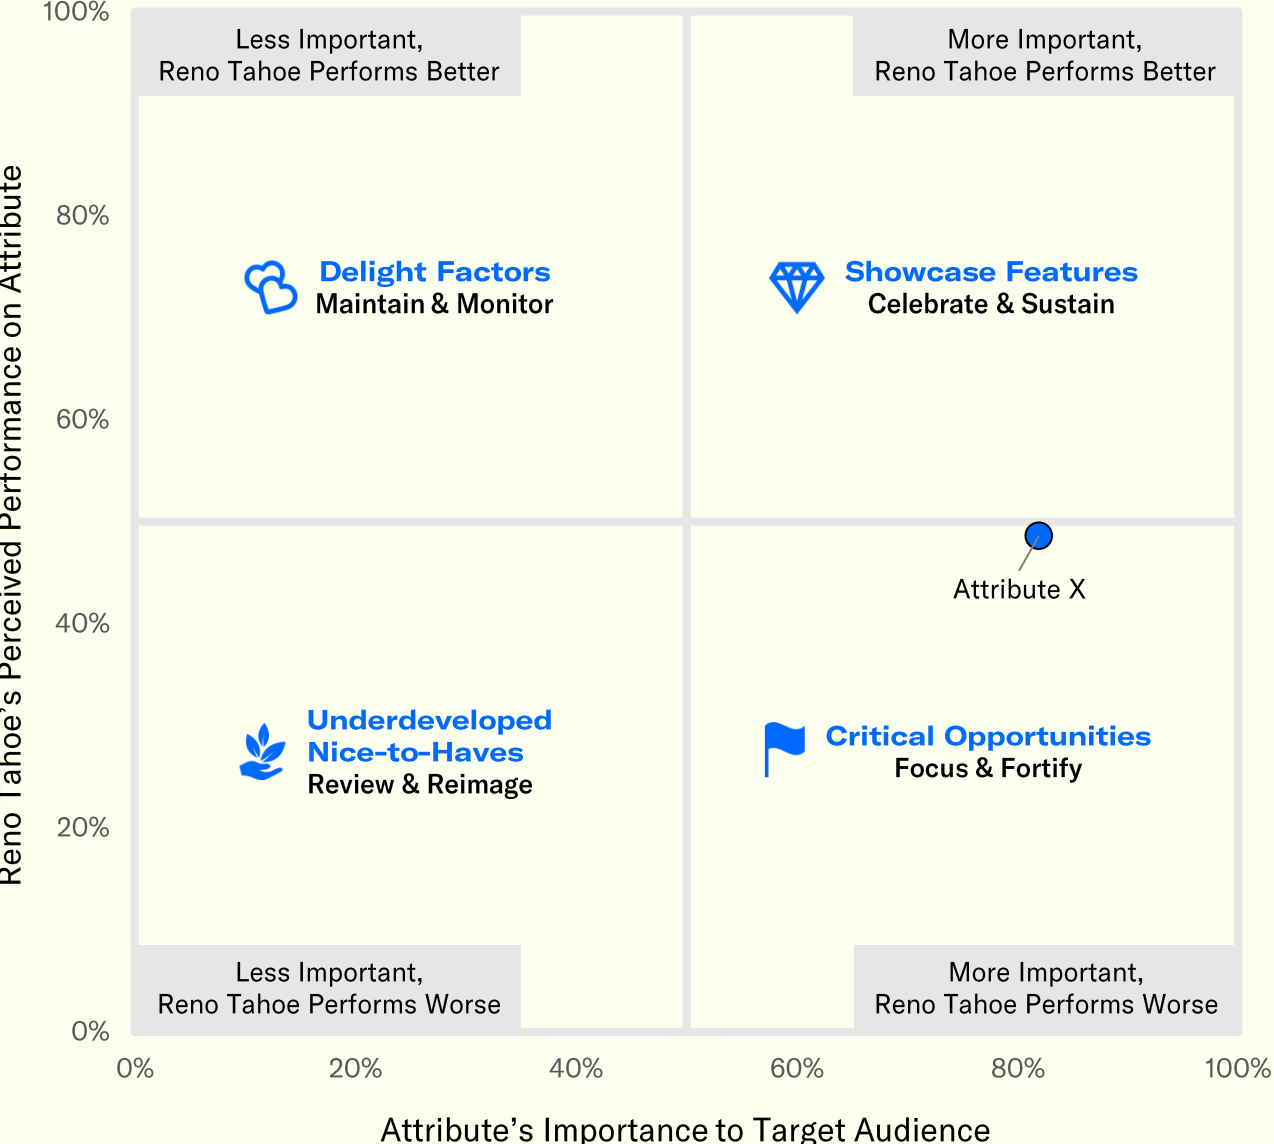 100%
Less Important,
Reno Tahoe Performs Better
More Important,
Reno Tahoe Performs Better
Reno Tahoe's Perceived Performance on Attribute
80%
Delight Factors
Maintain & Monitor
Showcase Features
Celebrate & Sustain
60%
Attribute X
40%
Underdeveloped
Nice-to-Haves
Review & Reimage
Critical Opportunities
Focus & Fortify
20%
Less Important,
Reno Tahoe Performs Worse
More Important,
Reno Tahoe Performs Worse
0%
0%
20%
40%
60%
80%
100%
Attribute’s Importance to Target Audience